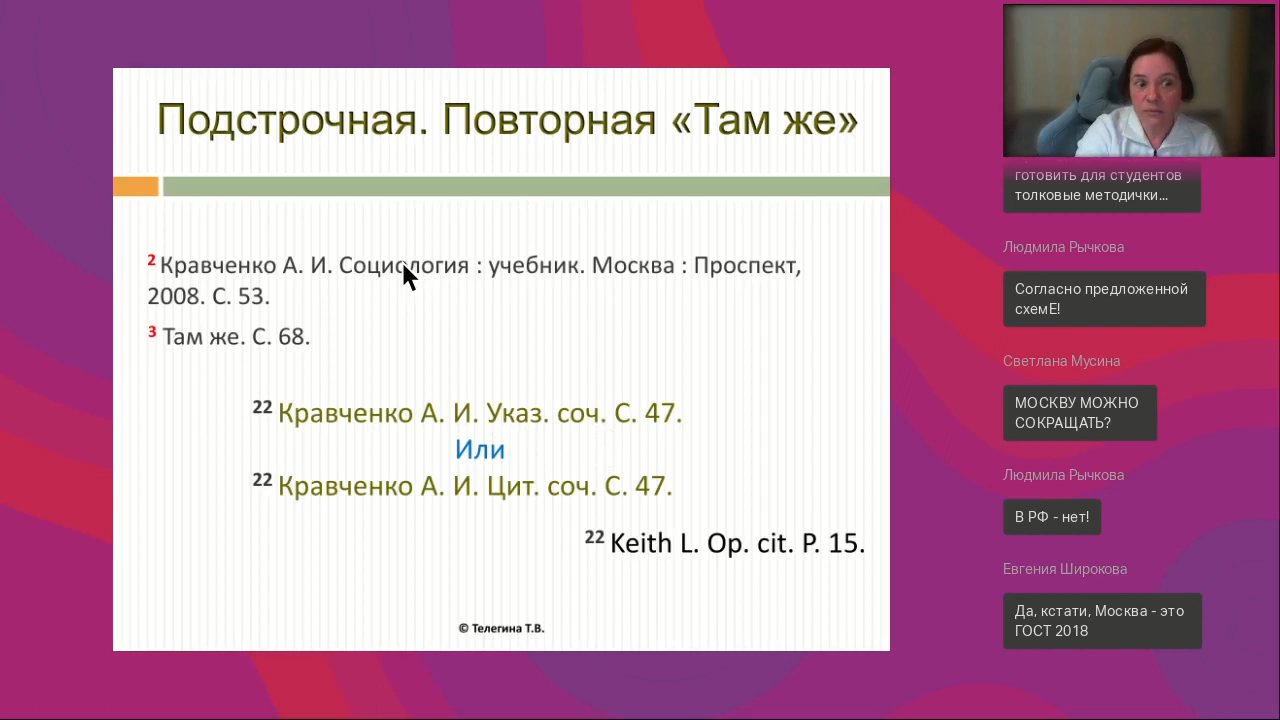 Подстрочная. Повторная «Там же»
2 Кравченко А. И. Социология : учебник. Москва : Проспект,
2008. С. 53.
3 Там же. С. 68.
22 Кравченко А. И. Указ. соч. С. 47.
Или
22 Кравченко А. И. Цит. соч. С. 47.
22 Keith L. Op. cit. P. 15.
© Телегина Т.В.
готовить для студентов
толковые методички...
Людмила Рычкова
Согласно предложенной
схемЕ!
Светлана Мусина
МОСКВУ МОЖНО
СОКРАЩАТЬ?
Людмила Рычкова
В РФ - нет!
Евгения Широкова
Да, кстати, Москва - это
ГОСТ 2018